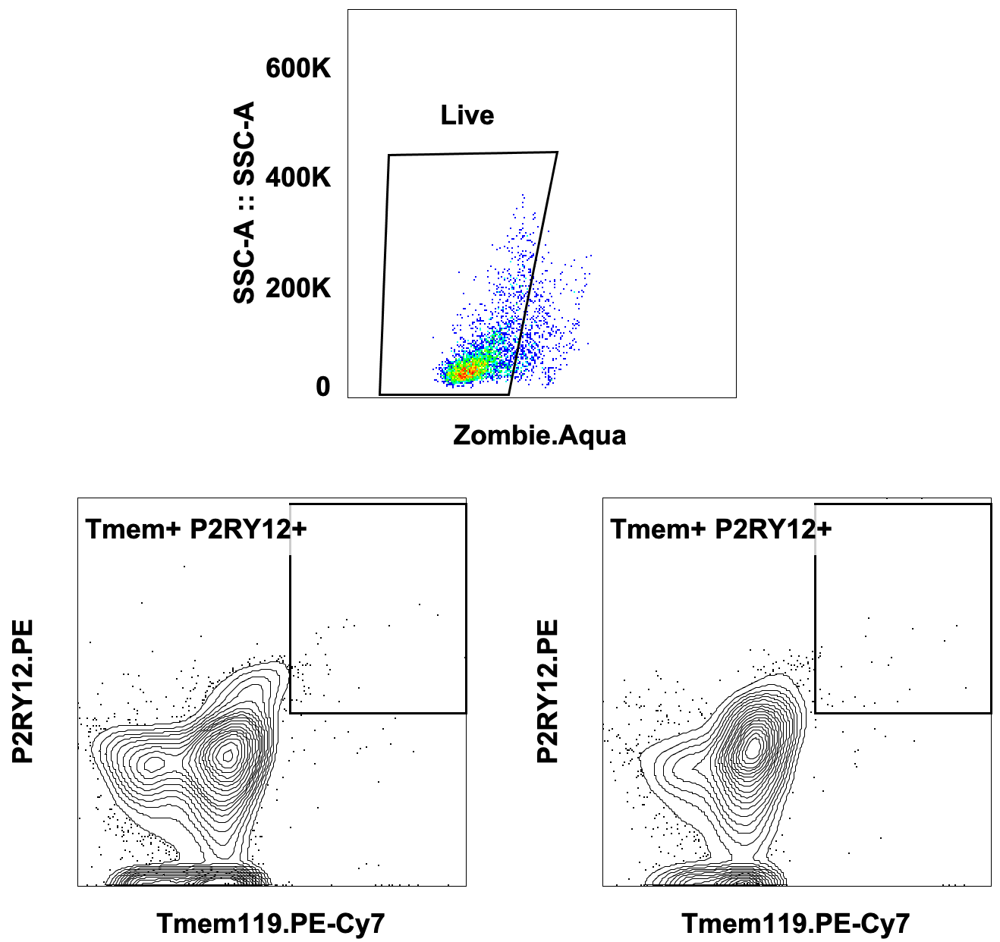 600K
Live
SSC-A :: SSC-A
400K
200K
0
Zombie.Aqua
Tmem+ P2RY12+
Tmem+ P2RY12+
P2RY12.PE
P2RY12.PE
Tmem119.PE-Cy7
Tmem119.PE-Cy7